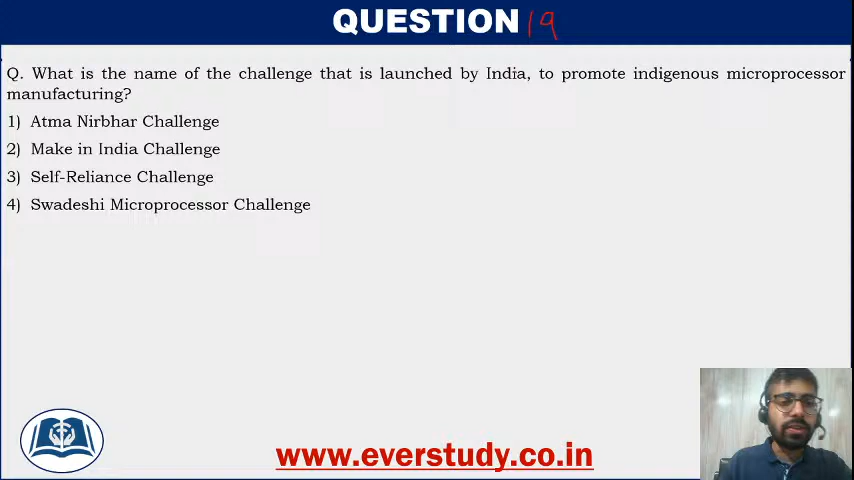 QUESTION 19
Q. What is the name of the challenge that is launched by India, to promote indigenous microprocessor
manufacturing?
1) Atma Nirbhar Challenge
2) Make in India Challenge
3) Self-Reliance Challenge
4) Swadeshi Microprocessor Challenge
www.everstudy.co.in